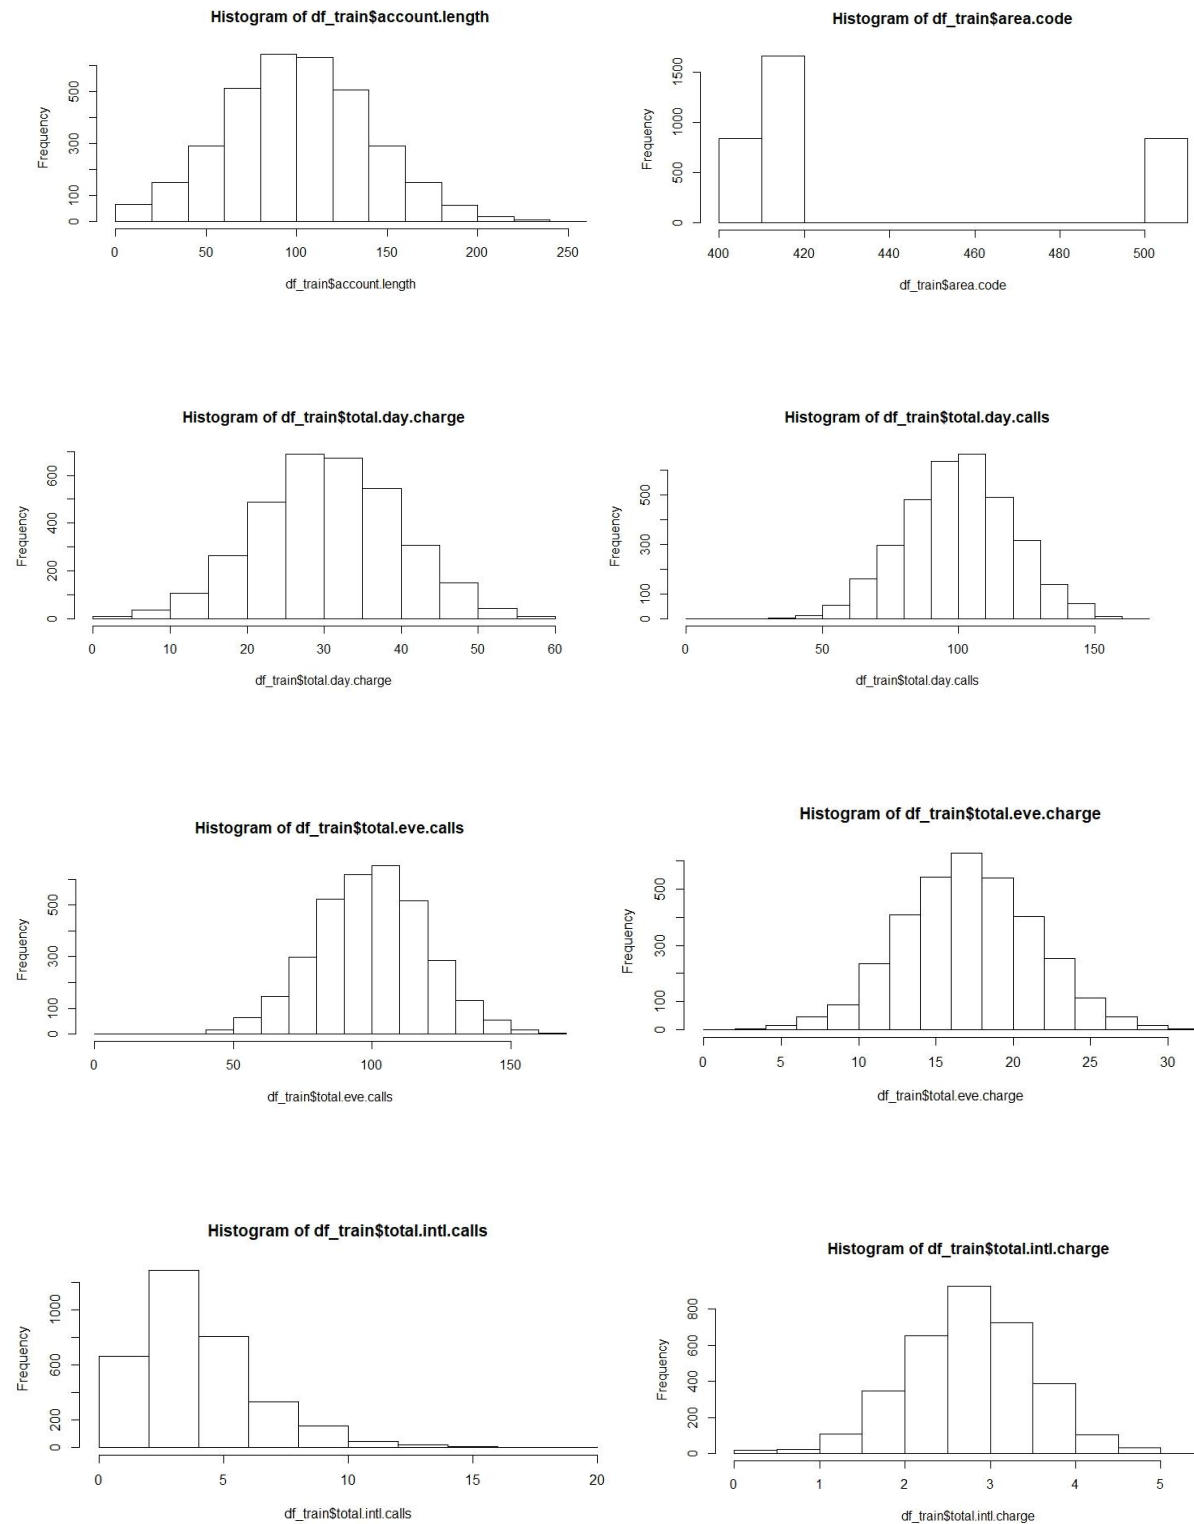 Histogram of df_train$account.length
Frequency
0 100 300 500
0 50 100 150 200 250
df_train$account.length
Histogram of df_train$area.code
Frequency
0 500 1000 1500
400 420 440 460 480 500
df_train$area.code
Histogram of df_train$total.day.charge
Frequency
0 200 400 600
0 10 20 30 40 50 60
df_train$total.day.charge
Histogram of df_train$total.day.calls
Frequency
0 100 300 500
0 50 100 150
df_train$total.day.calls
Histogram of df_train$total.eve.calls
Frequency
0 100 300 500
0 50 100 150
df_train$total.eve.calls
Histogram of df_train$total.eve.charge
Frequency
0 100 300 500
0 5 10 15 20 25 30
df_train$total.eve.charge
Histogram of df_train$total.intl.calls
Frequency
0 200 600 1000
0 5 10 15 20
df_train$total.intl.calls
Histogram of df_train$total.intl.charge
Frequency
0 200 400 600 800
0 1 2 3 4 5
df_train$total.intl.charge